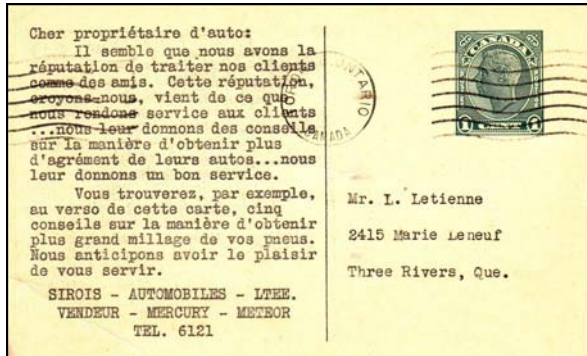 Cher propriétaire d'auto:
Il semble que nous avons la
réputation de traiter nos clients
comme des amis. Cette réputation,
croyons-nous, vient de ce que
nous rendons service aux clients
...nous leur donnons des conseils
sur la manière d'obtenir plus
d'agrément de leurs autos...nous
leur donnons un bon service.
Vous trouverez, par exemple,
au verso de cette carte, cinq
conseils sur la manière d'obtenir
plus grand millage de vos pneus.
Nous anticipons avoir le plaisir
de vous servir.
SIROIS - AUTOMOBILES - LTEE.
VENDEUR - MERCURY - METEOR
TEL. 6121
ONTARIO
CANADA
CANADA
1 1
Mr. L. Letienne
2415 Marie Leneuf
Three Rivers, Que.